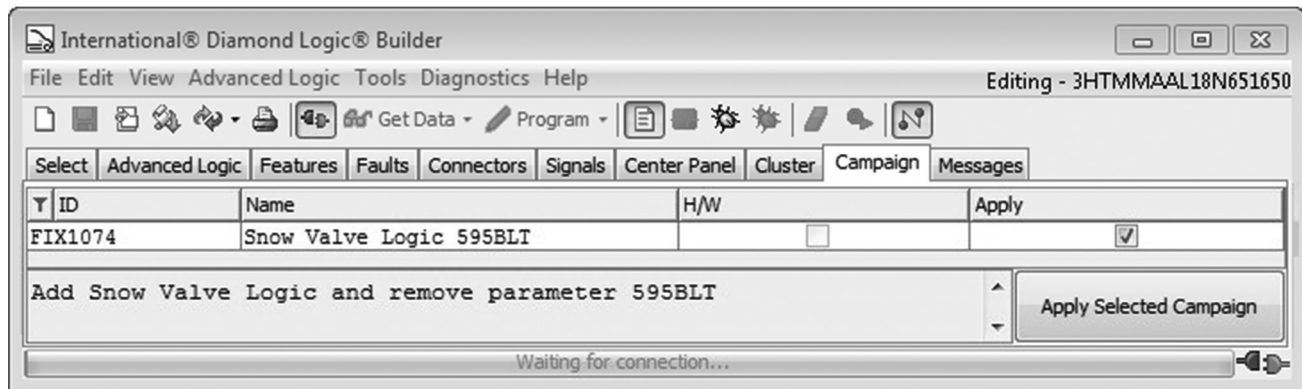 International® Diamond Logic® Builder
File Edit View Advanced Logic Tools Diagnostics Help Editing - 3HTMMAAL18N651650
Get Data Program
Select Advanced Logic Features Faults Connectors Signals Center Panel Cluster Campaign Messages
ID Name H/W Apply
FIX1074 Snow Valve Logic 595BLT
Add Snow Valve Logic and remove parameter 595BLT
Apply Selected Campaign
Waiting for connection...